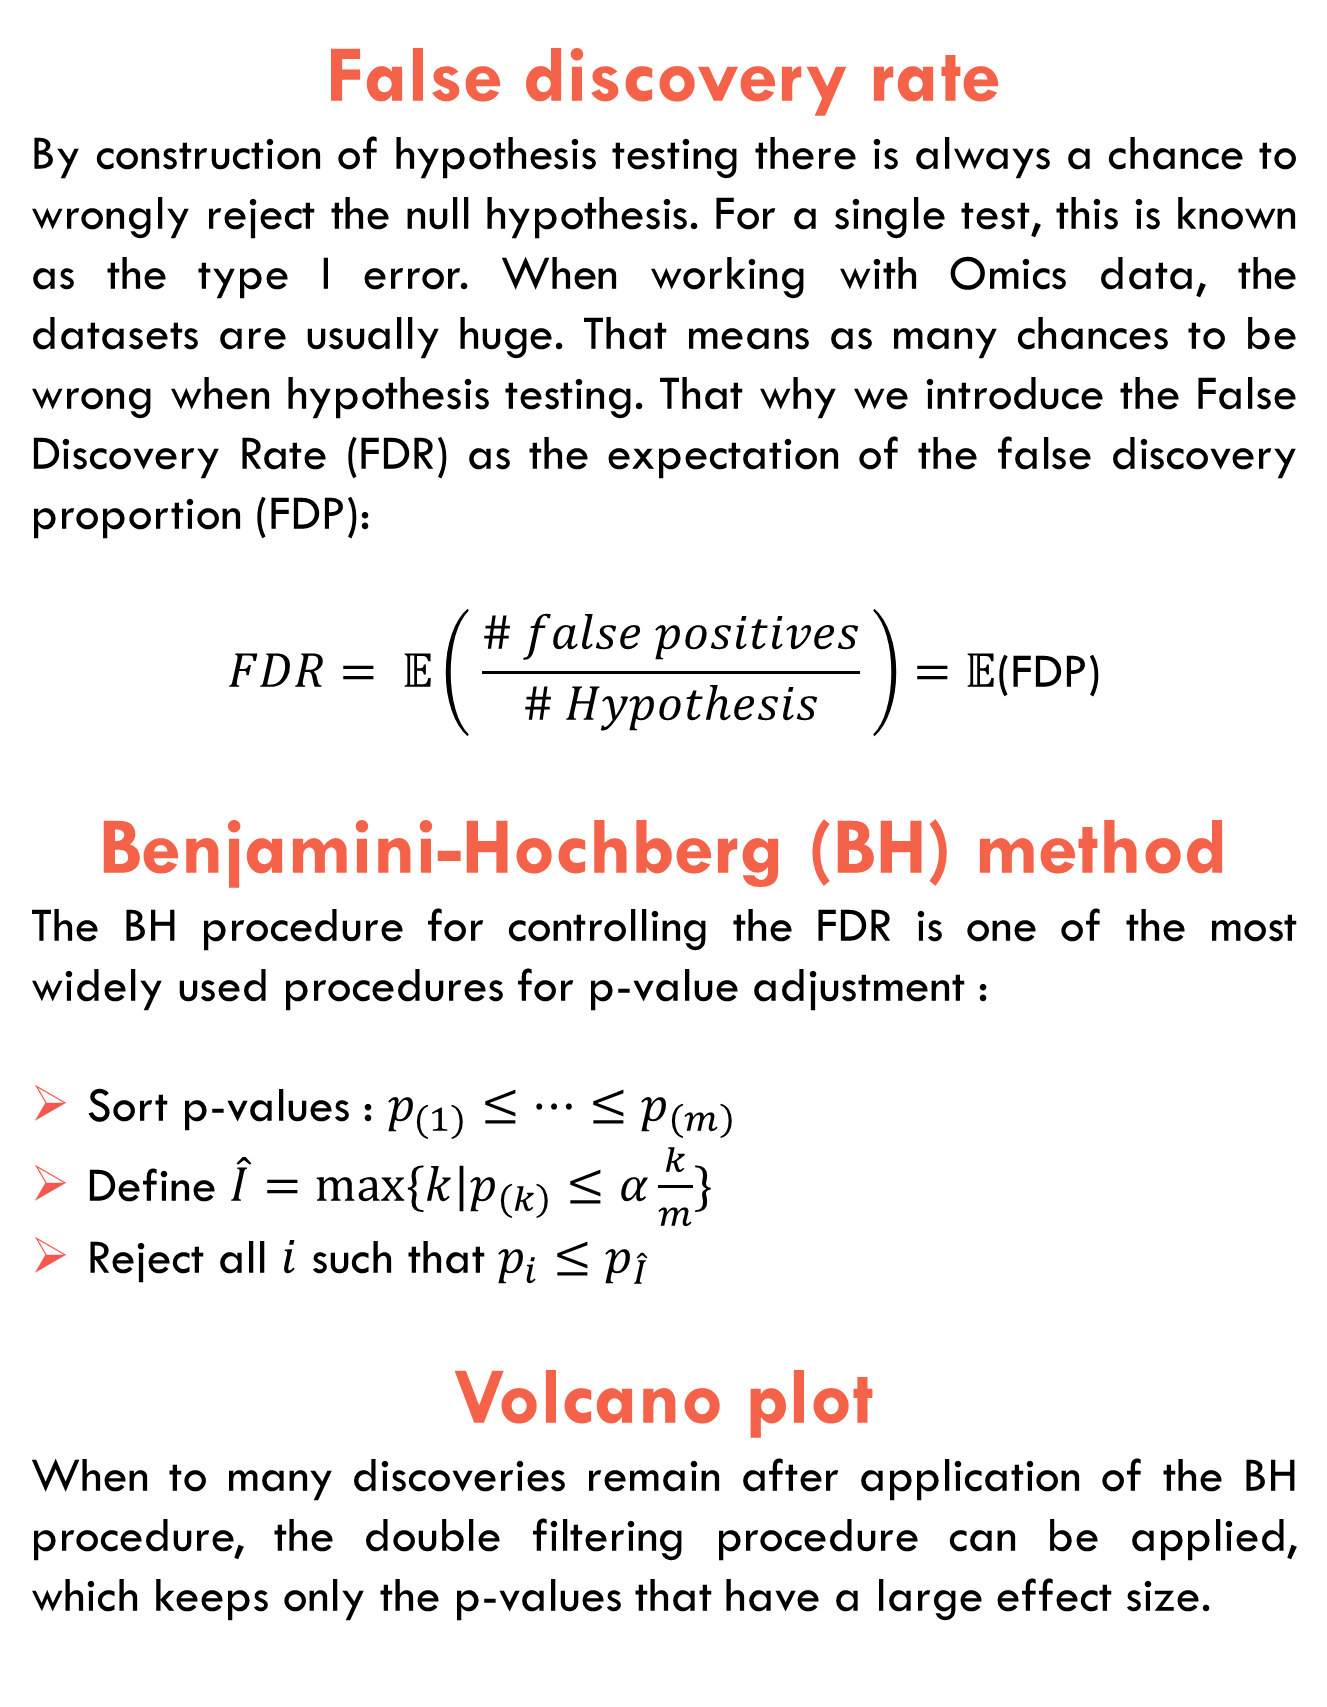 False discovery rate
By construction of hypothesis testing there is always a chance to
wrongly reject the null hypothesis. For a single test, this is known
as the type I error. When working with Omics data, the
datasets are usually huge. That means as many chances to be
wrong when hypothesis testing. That why we introduce the False
Discovery Rate (FDR) as the expectation of the false discovery
proportion (FDP):
FDR = 𝔼(# false positives / # Hypothesis) = 𝔼(FDP)
Benjamini-Hochberg (BH) method
The BH procedure for controlling the FDR is one of the most
widely used procedures for p-value adjustment :
➢ Sort p-values : p_(1) ≤ ⋯ ≤ p_(m)
➢ Define Î = max{k|p_(k) ≤ α k/m}
➢ Reject all i such that p_i ≤ p_Î
Volcano plot
When to many discoveries remain after application of the BH
procedure, the double filtering procedure can be applied,
which keeps only the p-values that have a large effect size.